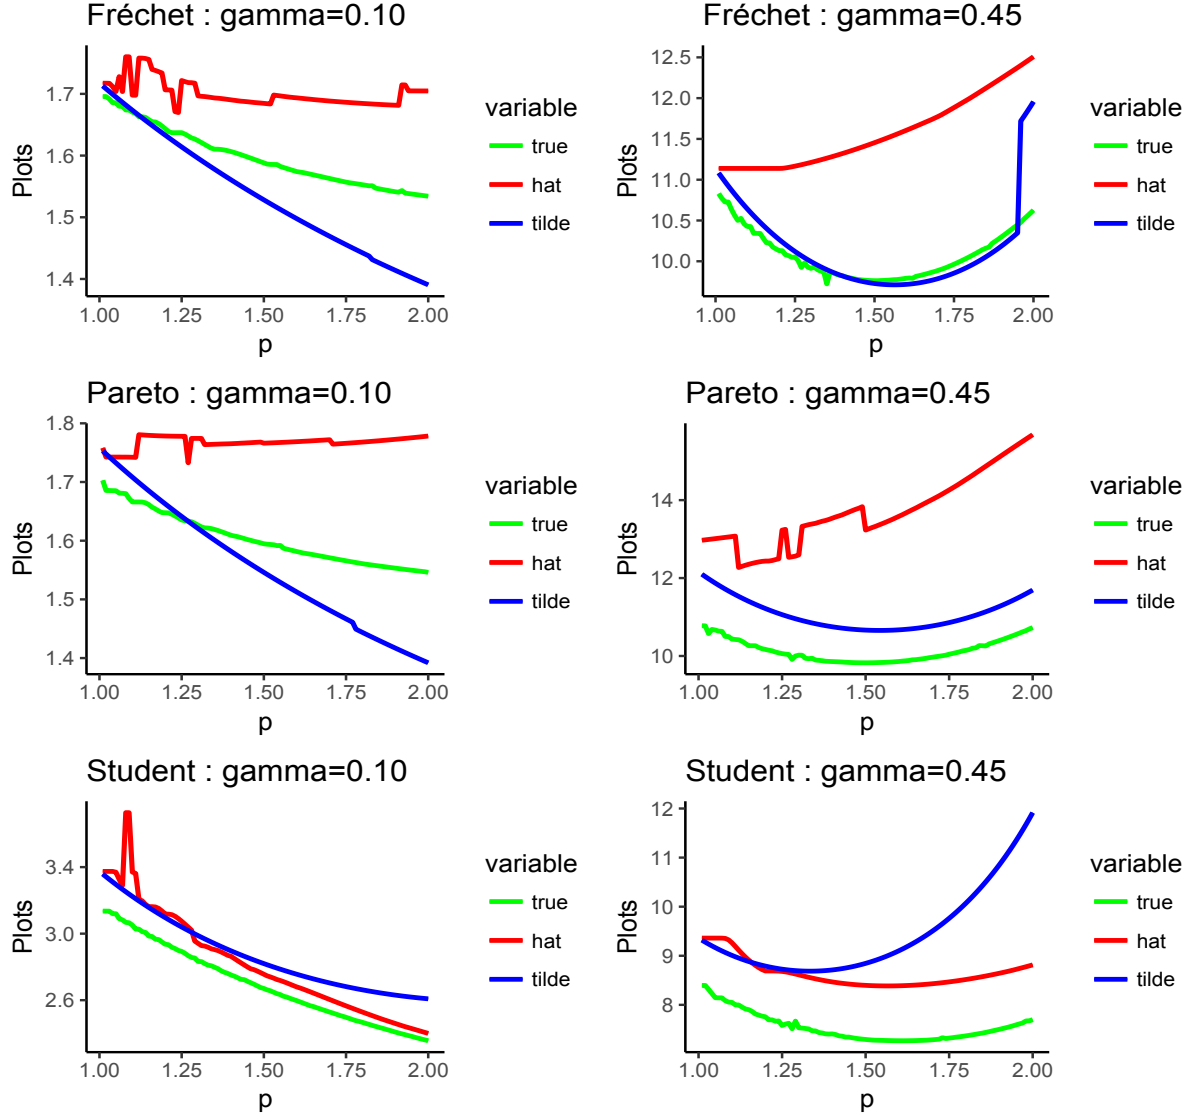 Fréchet : gamma=0.10
Plots
1.7
1.6
1.5
1.4
1.00 1.25 1.50 1.75 2.00
p
variable
true
hat
tilde
Fréchet : gamma=0.45
Plots
12.5
12.0
11.5
11.0
10.5
10.0
1.00 1.25 1.50 1.75 2.00
p
variable
true
hat
tilde
Pareto : gamma=0.10
Plots
1.8
1.7
1.6
1.5
1.4
1.00 1.25 1.50 1.75 2.00
p
variable
true
hat
tilde
Pareto : gamma=0.45
Plots
14
12
10
1.00 1.25 1.50 1.75 2.00
p
variable
true
hat
tilde
Student : gamma=0.10
Plots
3.4
3.0
2.6
1.00 1.25 1.50 1.75 2.00
p
variable
true
hat
tilde
Student : gamma=0.45
Plots
12
11
10
9
8
1.00 1.25 1.50 1.75 2.00
p
variable
true
hat
tilde